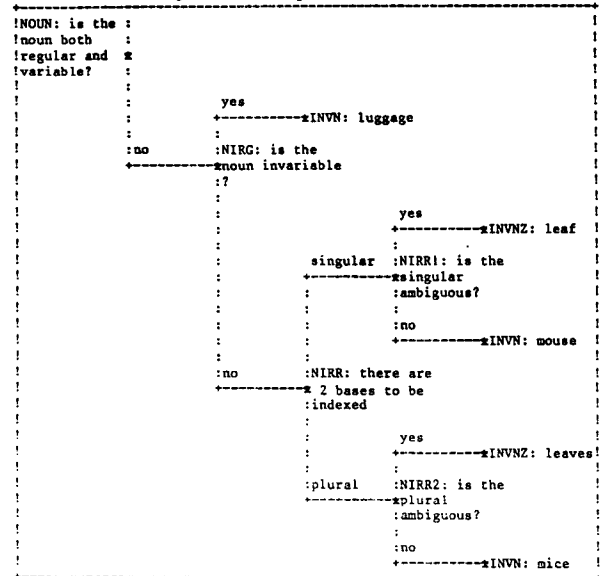 NOUN: is the
noun both
regular and
variable?
yes
INVN: luggage
no
NIRG: is the
noun invariable
?
yes
INVNZ: leaf
singular NIRR1: is the
singular
ambiguous?
no
INVN: mouse
no NIRR: there are
2 bases to be
indexed
yes
INVNZ: leaves
plural NIRR2: is the
plural
ambiguous?
no
INVN: mice